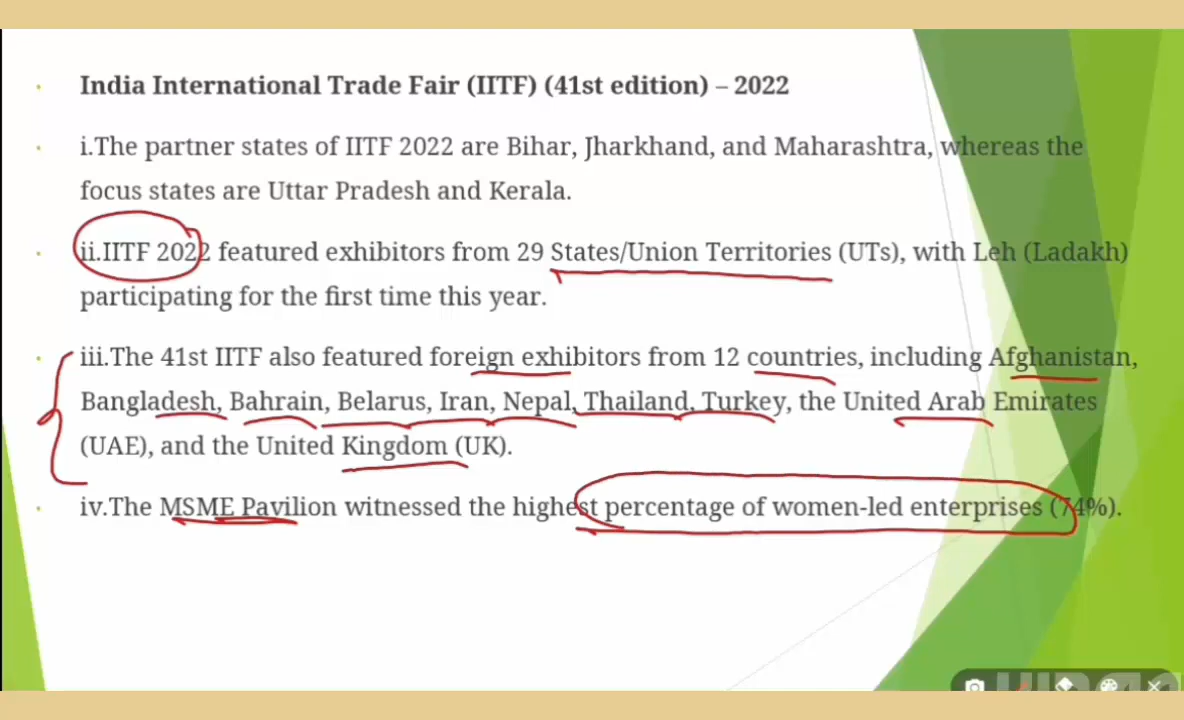 India International Trade Fair (IITF) (41st edition) – 2022
i.The partner states of IITF 2022 are Bihar, Jharkhand, and Maharashtra, whereas the
focus states are Uttar Pradesh and Kerala.
ii.IITF 2022 featured exhibitors from 29 States/Union Territories (UTs), with Leh (Ladakh)
participating for the first time this year.
iii.The 41st IITF also featured foreign exhibitors from 12 countries, including Afghanistan,
Bangladesh, Bahrain, Belarus, Iran, Nepal, Thailand, Turkey, the United Arab Emirates
(UAE), and the United Kingdom (UK).
iv.The MSME Pavilion witnessed the highest percentage of women-led enterprises (74%).